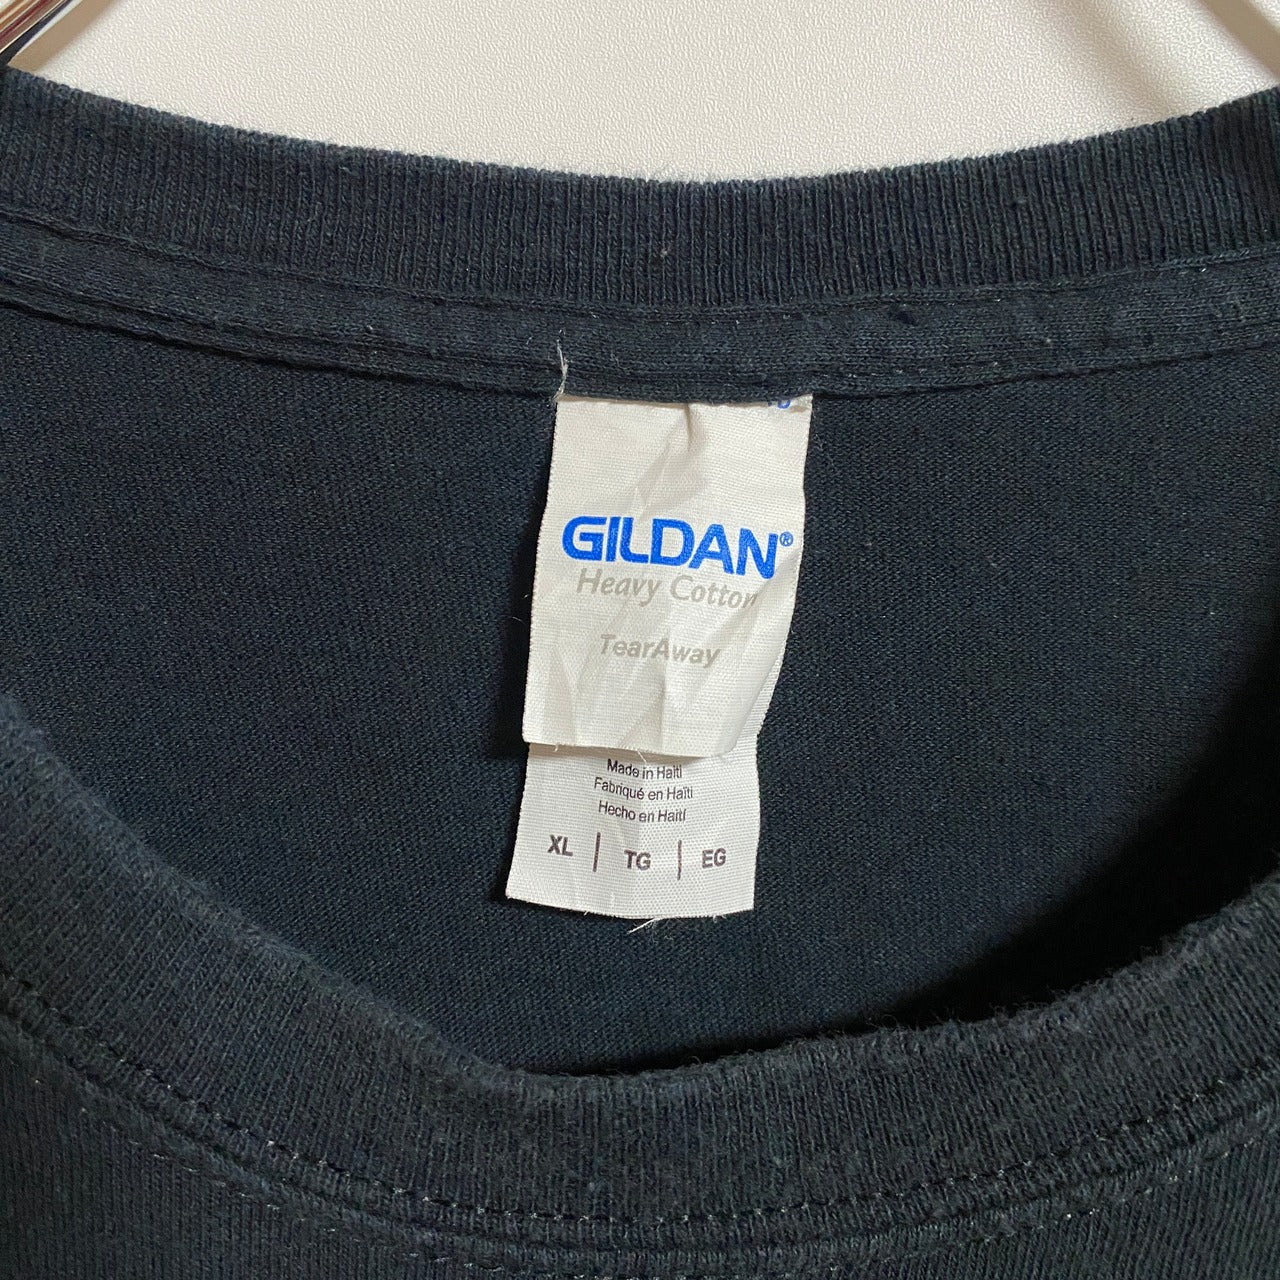 GILDAN®
Heavy Cotton
TearAway
Made in Haiti
Fabriqué en Haïti
Hecho en Haití
XL | TG | EG